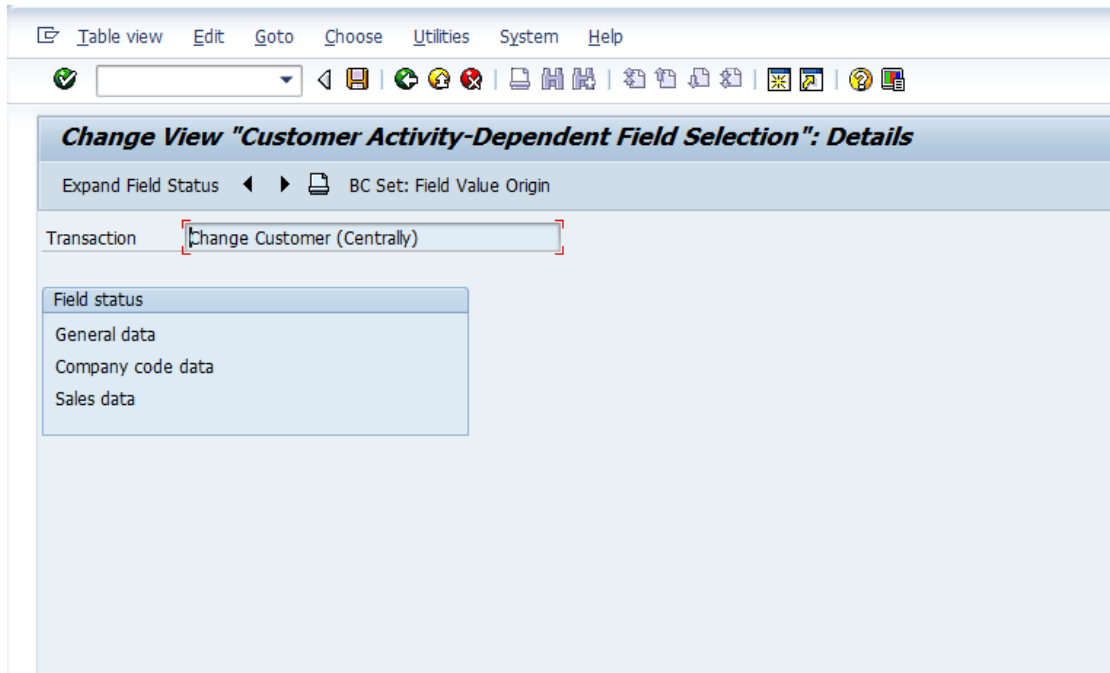 Table view Edit Goto Choose Utilities System Help
Change View "Customer Activity-Dependent Field Selection": Details
Expand Field Status BC Set: Field Value Origin
Transaction Change Customer (Centrally)
Field status
General data
Company code data
Sales data